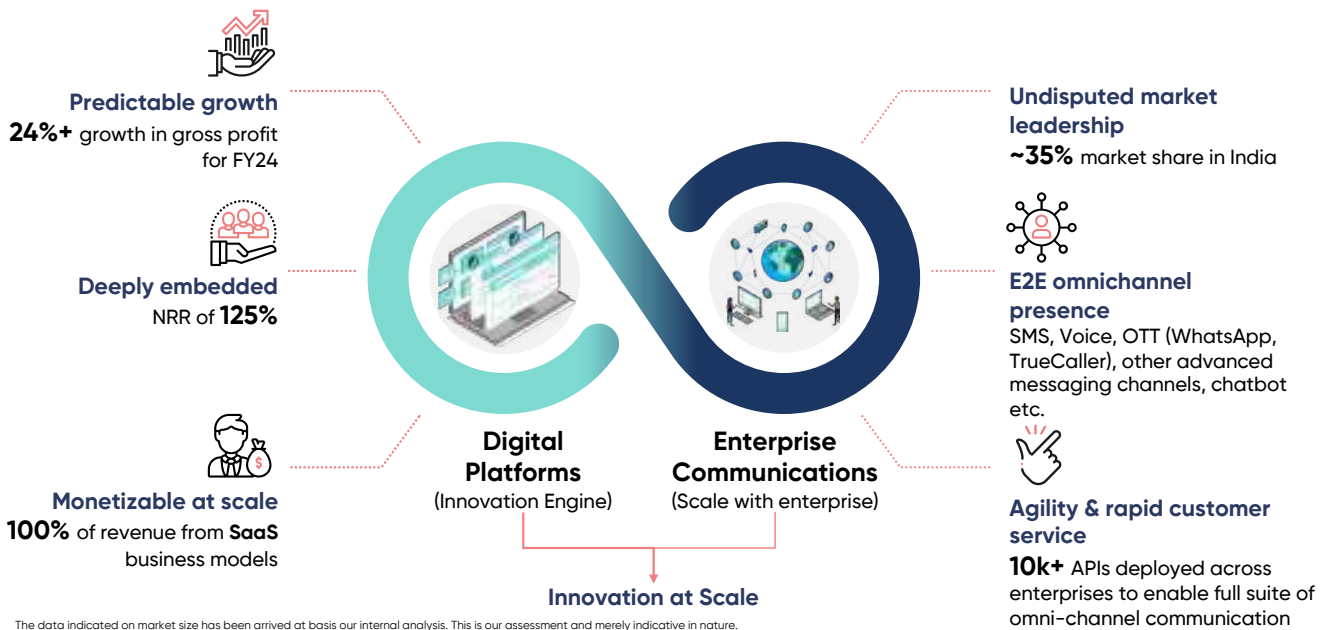 Predictable growth
24%+ growth in gross profit
for FY24
Deeply embedded
NRR of 125%
Monetizable at scale
100% of revenue from SaaS
business models
Digital
Platforms
(Innovation Engine)
Enterprise
Communications
(Scale with enterprise)
Innovation at Scale
Undisputed market
leadership
~35% market share in India
E2E omnichannel
presence
SMS, Voice, OTT (WhatsApp,
TrueCaller), other advanced
messaging channels, chatbot
etc.
Agility & rapid customer
service
10k+ APIs deployed across
enterprises to enable full suite of
omni-channel communication
The data indicated on market size has been arrived at basis our internal analysis. This is our assessment and merely indicative in nature.